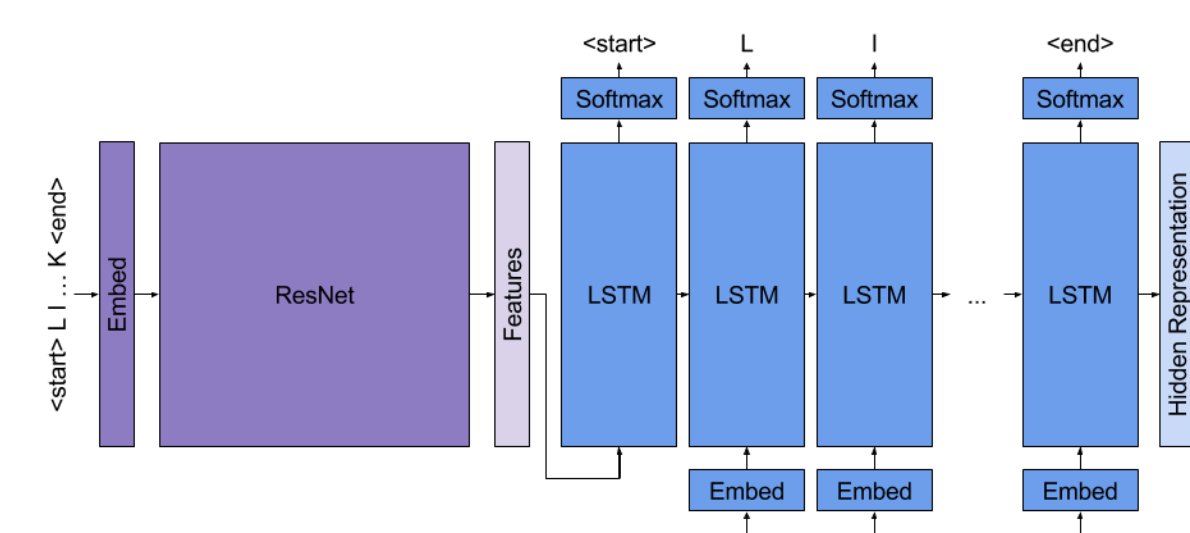 <start> L I <end>
Softmax Softmax Softmax Softmax
<start> L I ... K <end>
Embed
ResNet
Features
LSTM LSTM LSTM ... LSTM
Hidden Representation
Embed Embed Embed